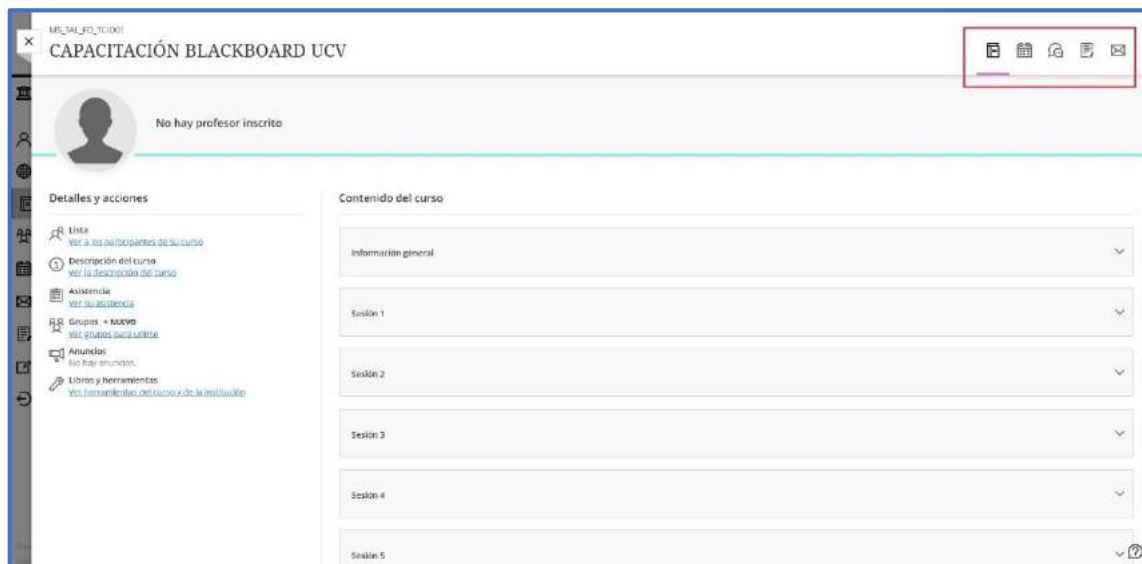 MS_TAL_FD_TCID01
CAPACITACIÓN BLACKBOARD UCV
No hay profesor inscrito
Detalles y acciones
Lista
Ver a los participantes de su curso
Descripción del curso
Ver la descripción del curso
Asistencia
Ver su asistencia
Grupos + NUEVO
Ver grupos para unirse
Anuncios
No hay anuncios.
Libros y herramientas
Ver herramientas del curso y de la institución
Contenido del curso
Información general
Sesión 1
Sesión 2
Sesión 3
Sesión 4
Sesión 5